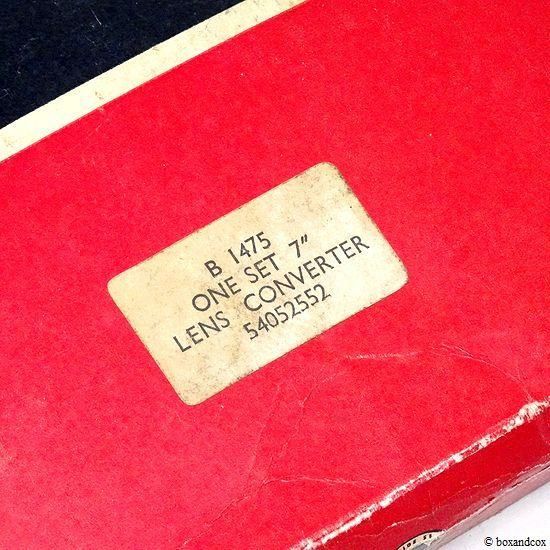 B 1475
ONE SET 7"
LENS CONVERTER
54052552
© boxandcox